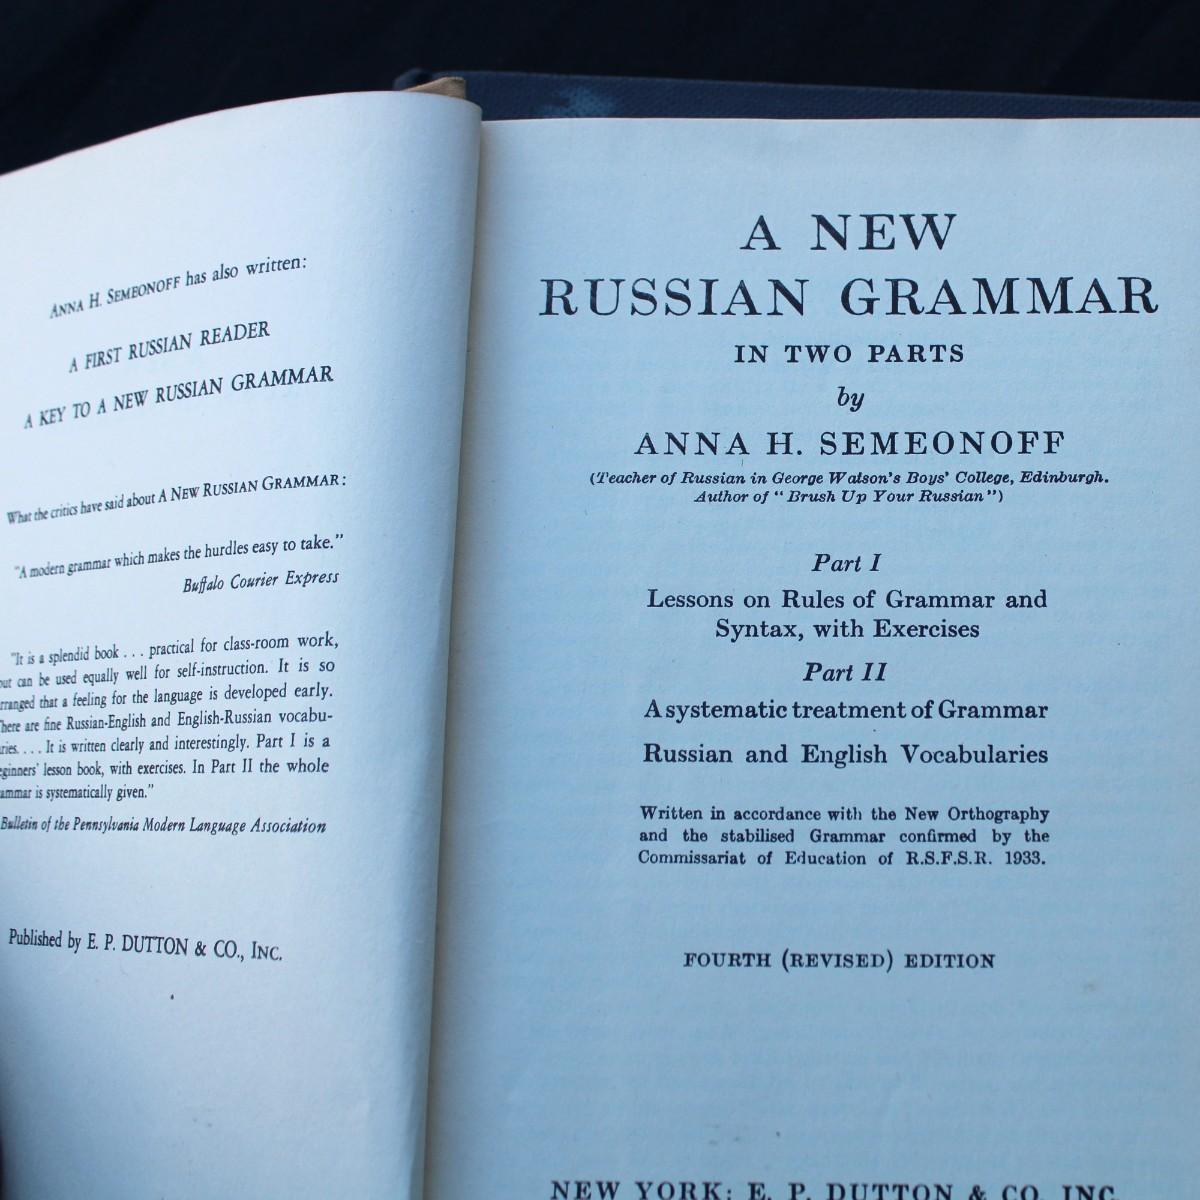 ANNA H. SEMEONOFF has also written:
A FIRST RUSSIAN READER
A KEY TO A NEW RUSSIAN GRAMMAR
What the critics have said about A NEW RUSSIAN GRAMMAR:
"A modern grammar which makes the hurdles easy to take."
Buffalo Courier Express
"It is a splendid book . . . practical for class-room work,
but can be used equally well for self-instruction. It is so
rranged that a feeling for the language is developed early.
here are fine Russian-English and English-Russian vocabu-
ries. . . . It is written clearly and interestingly. Part I is a
ginners' lesson book, with exercises. In Part II the whole
ammar is systematically given."
Bulletin of the Pennsylvania Modern Language Association
Published by E. P. DUTTON & CO., INC.
A NEW
RUSSIAN GRAMMAR
IN TWO PARTS
by
ANNA H. SEMEONOFF
(Teacher of Russian in George Watson's Boys' College, Edinburgh.
Author of "Brush Up Your Russian")
Part I
Lessons on Rules of Grammar and
Syntax, with Exercises
Part II
A systematic treatment of Grammar
Russian and English Vocabularies
Written in accordance with the New Orthography
and the stabilised Grammar confirmed by the
Commissariat of Education of R.S.F.S.R. 1933.
FOURTH (REVISED) EDITION
NEW YORK: E. P. DUTTON & CO. INC.